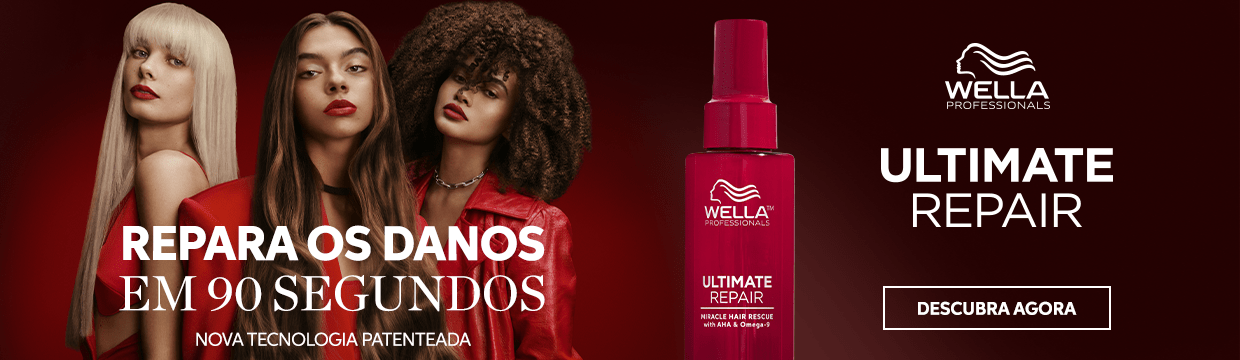 REPARA OS DANOS
EM 90 SEGUNDOS
NOVA TECNOLOGIA PATENTEADA
WELLA™
PROFESSIONALS
ULTIMATE
REPAIR
MIRACLE HAIR RESCUE
with AHA & Omega-9
WELLA
PROFESSIONALS
ULTIMATE
REPAIR
DESCUBRA AGORA